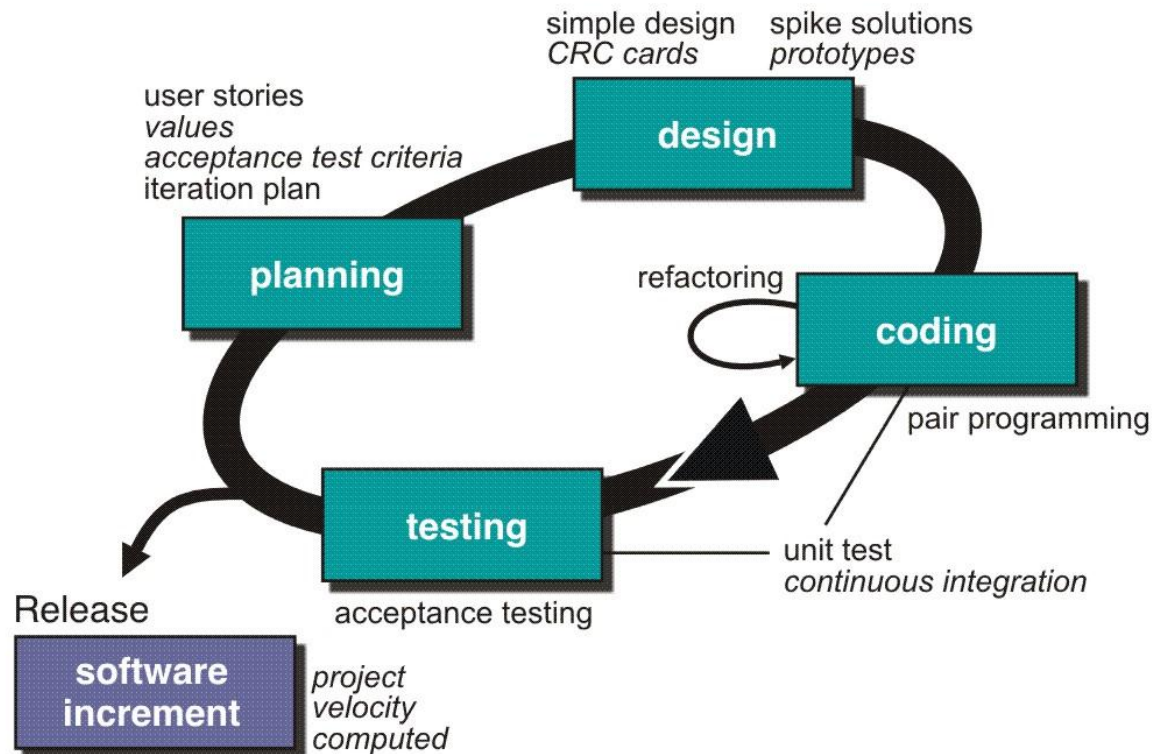 simple design
CRC cards
spike solutions
prototypes
design
user stories
values
acceptance test criteria
iteration plan
planning
refactoring
coding
pair programming
testing
unit test
continuous integration
acceptance testing
Release
software
increment
project
velocity
computed